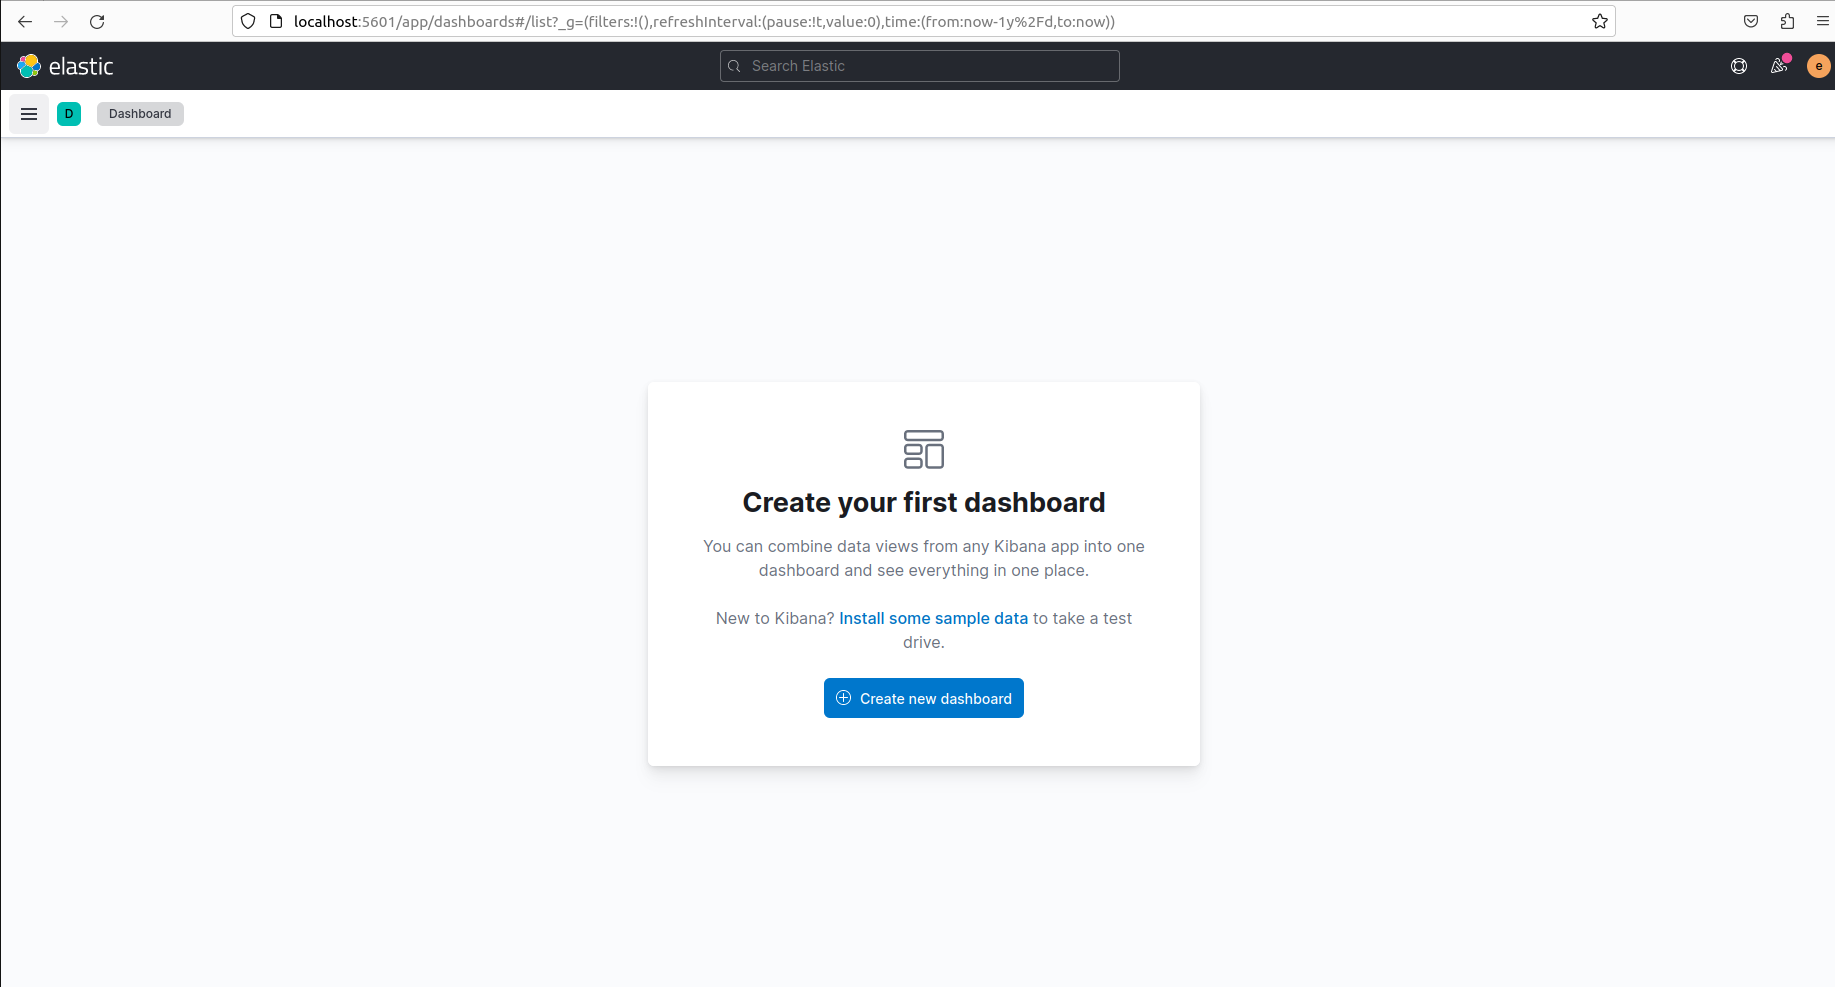 localhost:5601/app/dashboards#/list?_g=(filters:!(),refreshInterval:(pause:!t,value:0),time:(from:now-1y%2Fd,to:now))
elastic
Search Elastic
e
D
Dashboard
Create your first dashboard
You can combine data views from any Kibana app into one
dashboard and see everything in one place.
New to Kibana? Install some sample data to take a test
drive.
Create new dashboard